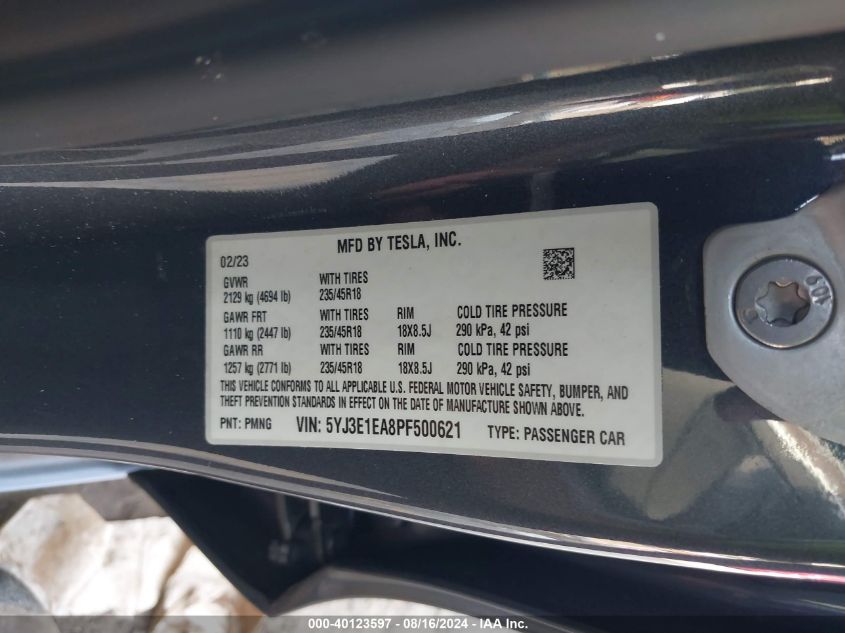 MFD BY TESLA, INC.
02/23
GVWR WITH TIRES
2129 kg (4694 lb) 235/45R18
GAWR FRT WITH TIRES RIM COLD TIRE PRESSURE
1110 kg (2447 lb) 235/45R18 18X8.5J 290 kPa, 42 psi
GAWR RR WITH TIRES RIM COLD TIRE PRESSURE
1257 kg (2771 lb) 235/45R18 18X8.5J 290 kPa, 42 psi
THIS VEHICLE CONFORMS TO ALL APPLICABLE U.S. FEDERAL MOTOR VEHICLE SAFETY, BUMPER, AND
THEFT PREVENTION STANDARDS IN EFFECT ON THE DATE OF MANUFACTURE SHOWN ABOVE.
PNT: PMNG VIN: 5YJ3E1EA8PF500621 TYPE: PASSENGER CAR
10.9
000-40123597 - 08/16/2024 - IAA Inc.